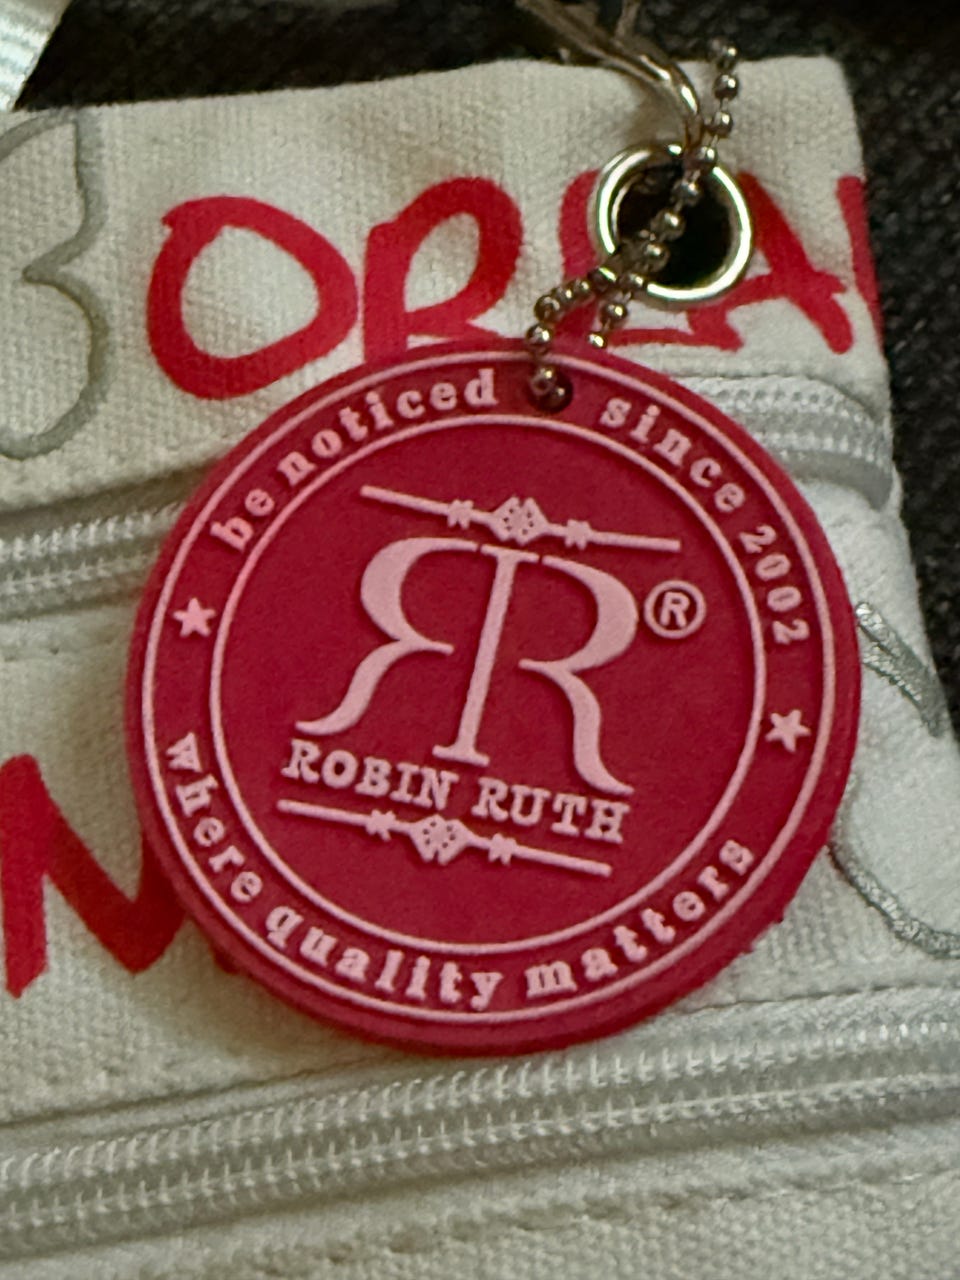 be noticed since 2002
RR®
ROBIN RUTH
where quality matters